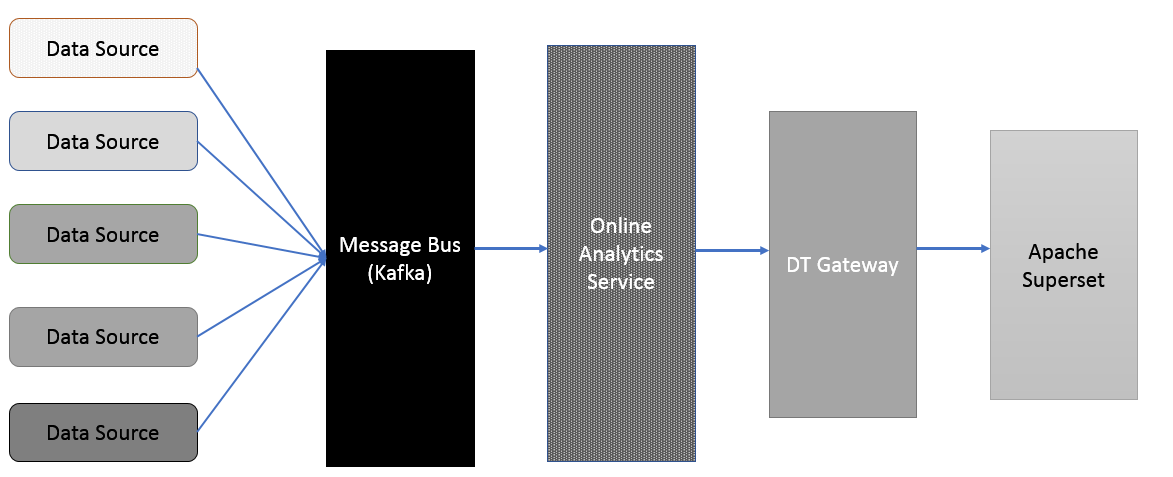 Data Source
Data Source
Data Source
Data Source
Data Source
Message Bus
(Kafka)
Online
Analytics
Service
DT Gateway
Apache
Superset